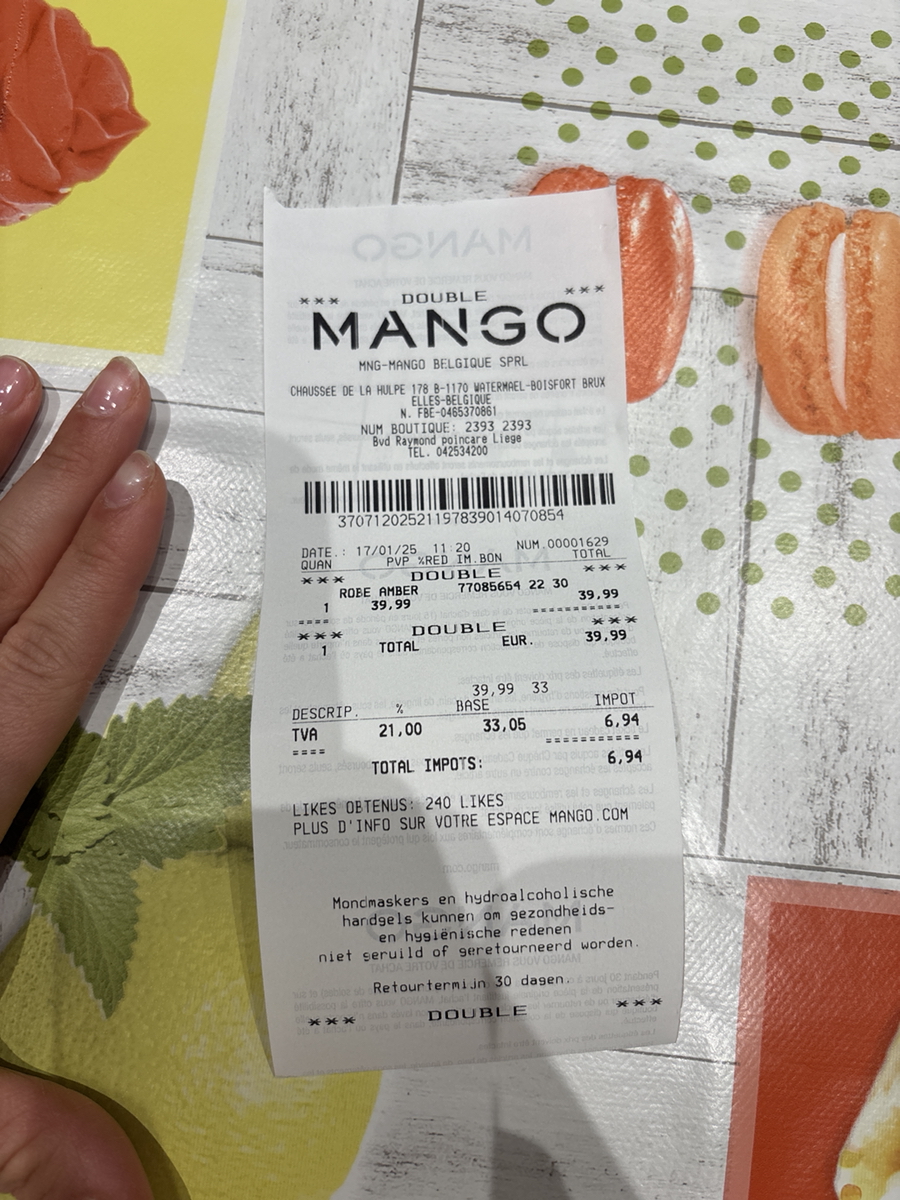 *** DOUBLE ***
MANGO
MNG-MANGO BELGIQUE SPRL
CHAUSSEE DE LA HULPE 178 B-1170 WATERMAEL-BOISFORT BRUX
ELLES-BELGIQUE
N. FBE-0465370861
NUM BOUTIQUE: 2393 2393
Bvd Raymond poincare Liege
TEL. 042534200
37071202521197839014070854
DATE.: 17/01/25 11:20 NUM.00001629
QUAN PVP %RED IM.BON TOTAL
*** DOUBLE ***
ROBE AMBER 77085654 22 30
1 39,99 39,99
==== ===========
*** DOUBLE ***
1 TOTAL EUR. 39,99
39,99 33
DESCRIP. % BASE IMPOT
TVA 21,00 33,05 6,94
==== ===========
TOTAL IMPOTS: 6,94
LIKES OBTENUS: 240 LIKES
PLUS D'INFO SUR VOTRE ESPACE MANGO.COM
Mondmaskers en hydroalcoholische
handgels kunnen om gezondheids-
en hygiënische redenen
niet geruild of geretourneerd worden.
Retourtermijn 30 dagen.
*** DOUBLE ***